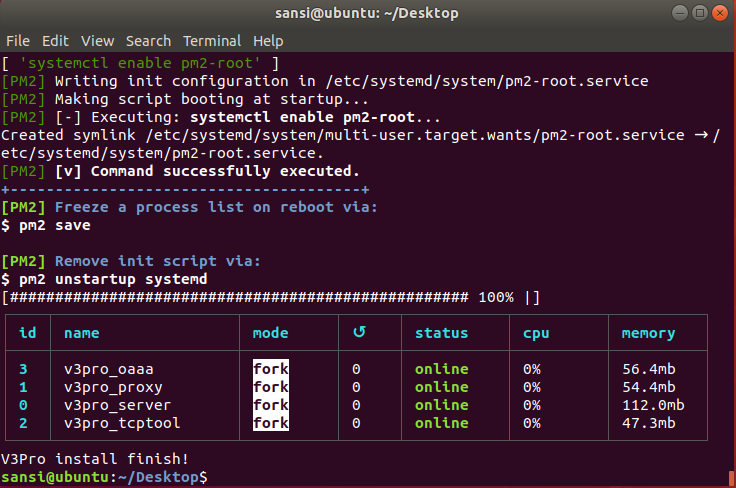 sansi@ubuntu: ~/Desktop
File Edit View Search Terminal Help
[ 'systemctl enable pm2-root' ]
[PM2] Writing init configuration in /etc/systemd/system/pm2-root.service
[PM2] Making script booting at startup...
[PM2] [-] Executing: systemctl enable pm2-root...
Created symlink /etc/systemd/system/multi-user.target.wants/pm2-root.service → /
etc/systemd/system/pm2-root.service.
[PM2] [v] Command successfully executed.
+---------------------------------------+
[PM2] Freeze a process list on reboot via:
$ pm2 save
[PM2] Remove init script via:
$ pm2 unstartup systemd
[################################################### 100% |]
id name mode ↺ status cpu memory
3 v3pro_oaaa fork 0 online 0% 56.4mb
1 v3pro_proxy fork 0 online 0% 54.4mb
0 v3pro_server fork 0 online 0% 112.0mb
2 v3pro_tcptool fork 0 online 0% 47.3mb
V3Pro install finish!
sansi@ubuntu:~/Desktop$